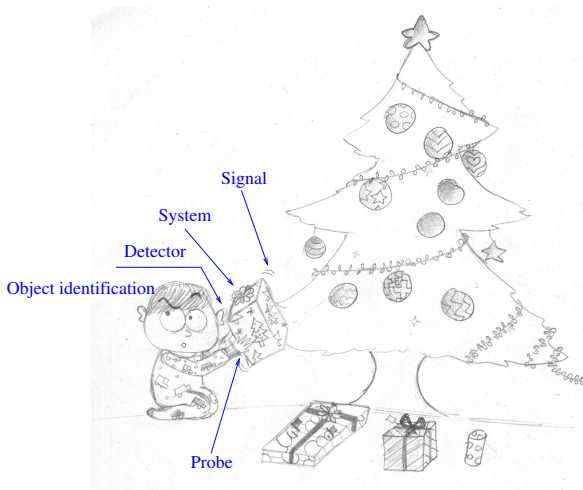 Signal
System
Detector
Object identification
Probe